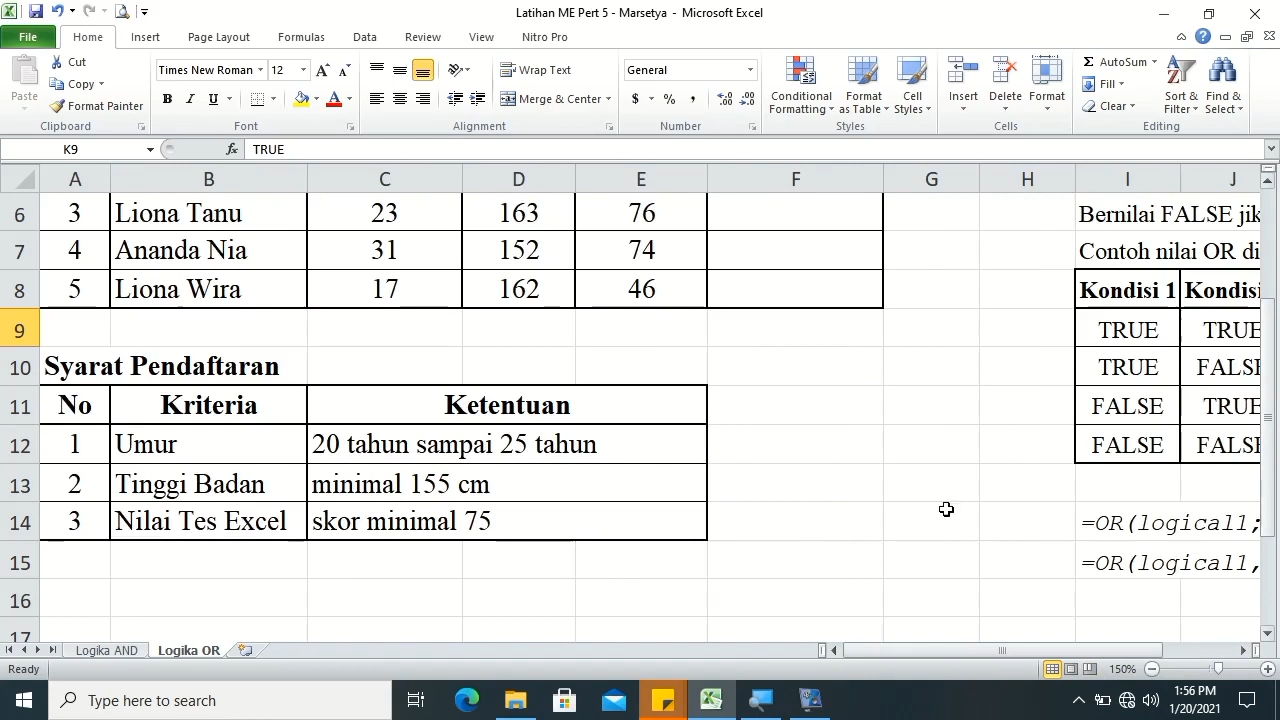 Latihan ME Pert 5 - Marsetya - Microsoft Excel
File Home Insert Page Layout Formulas Data Review View Nitro Pro
Paste Cut Copy Format Painter Clipboard
Times New Roman 12 B I U A Font
Wrap Text Merge & Center Alignment
General $ % , Number
Conditional Formatting Format as Table Cell Styles Styles
Insert Delete Format Cells
Σ AutoSum Fill Clear Sort & Filter Find & Select Editing
K9 fx TRUE
A B C D E F G H I J
6 3 Liona Tanu 23 163 76 Bernilai FALSE jik
7 4 Ananda Nia 31 152 74 Contoh nilai OR di
8 5 Liona Wira 17 162 46 Kondisi 1 Kondisi
9 TRUE TRUE
10 Syarat Pendaftaran TRUE FALSE
11 No Kriteria Ketentuan FALSE TRUE
12 1 Umur 20 tahun sampai 25 tahun FALSE FALSE
13 2 Tinggi Badan minimal 155 cm
14 3 Nilai Tes Excel skor minimal 75 =OR(logical1;
15 =OR(logical1,
16
17
Logika AND Logika OR
Ready 150%
Type here to search
1:56 PM
1/20/2021